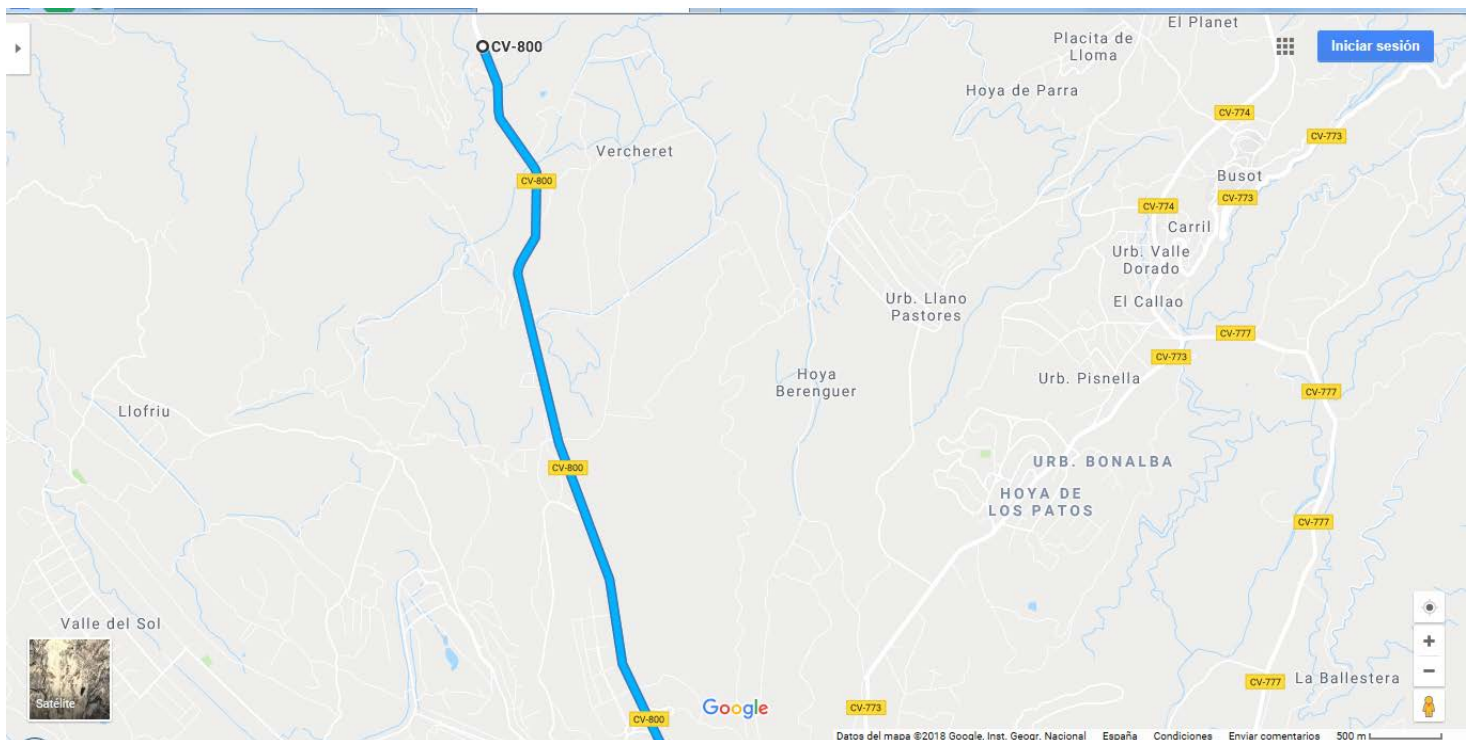 El Planet
CV-800
Placita de
Lloma
Iniciar sesión
Hoya de Parra
CV-774
CV-773
Vercheret
Busot
CV-800
CV-773
CV-774
Carril
Urb. Valle
Dorado
Urb. Llano
Pastores
El Callao
CV-777
CV-773
Hoya
Berenguer
Urb. Pisnella
CV-777
Llofriu
URB. BONALBA
CV-800
HOYA DE
LOS PATOS
CV-777
Valle del Sol
CV-777
La Ballestera
Satélite
Google
CV-773
CV-800
Datos del mapa ©2018 Google, Inst. Geogr. Nacional España Condiciones Enviar comentarios 500 m